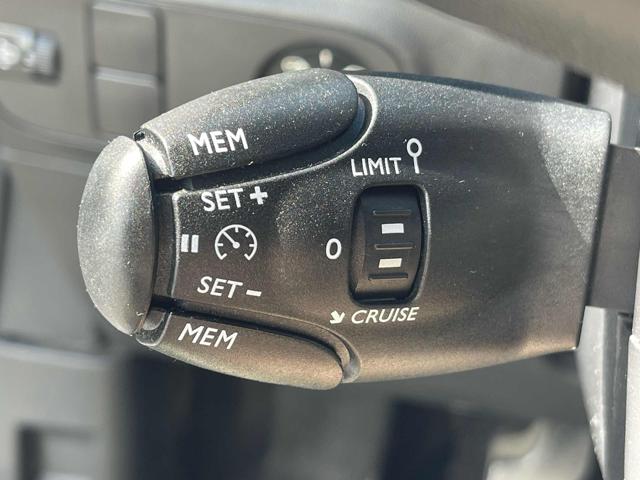 MEM
LIMIT
SET +
0
SET -
CRUISE
MEM